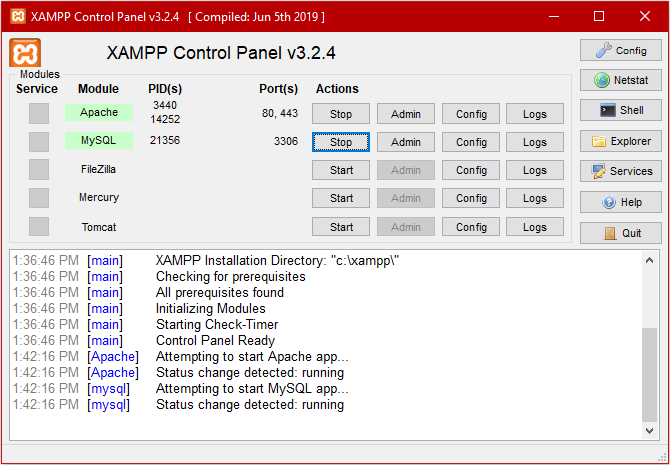 XAMPP Control Panel v3.2.4 [ Compiled: Jun 5th 2019 ]
XAMPP Control Panel v3.2.4
Config
Modules
Service Module PID(s) Port(s) Actions
Netstat
Apache 3440 14252 80, 443 Stop Admin Config Logs
Shell
MySQL 21356 3306 Stop Admin Config Logs
Explorer
FileZilla Start Admin Config Logs
Services
Mercury Start Admin Config Logs
Help
Tomcat Start Admin Config Logs
Quit
1:36:46 PM [main] XAMPP Installation Directory: "c:\xampp\"
1:36:46 PM [main] Checking for prerequisites
1:36:46 PM [main] All prerequisites found
1:36:46 PM [main] Initializing Modules
1:36:46 PM [main] Starting Check-Timer
1:36:46 PM [main] Control Panel Ready
1:42:16 PM [Apache] Attempting to start Apache app...
1:42:16 PM [Apache] Status change detected: running
1:42:16 PM [mysql] Attempting to start MySQL app...
1:42:16 PM [mysql] Status change detected: running